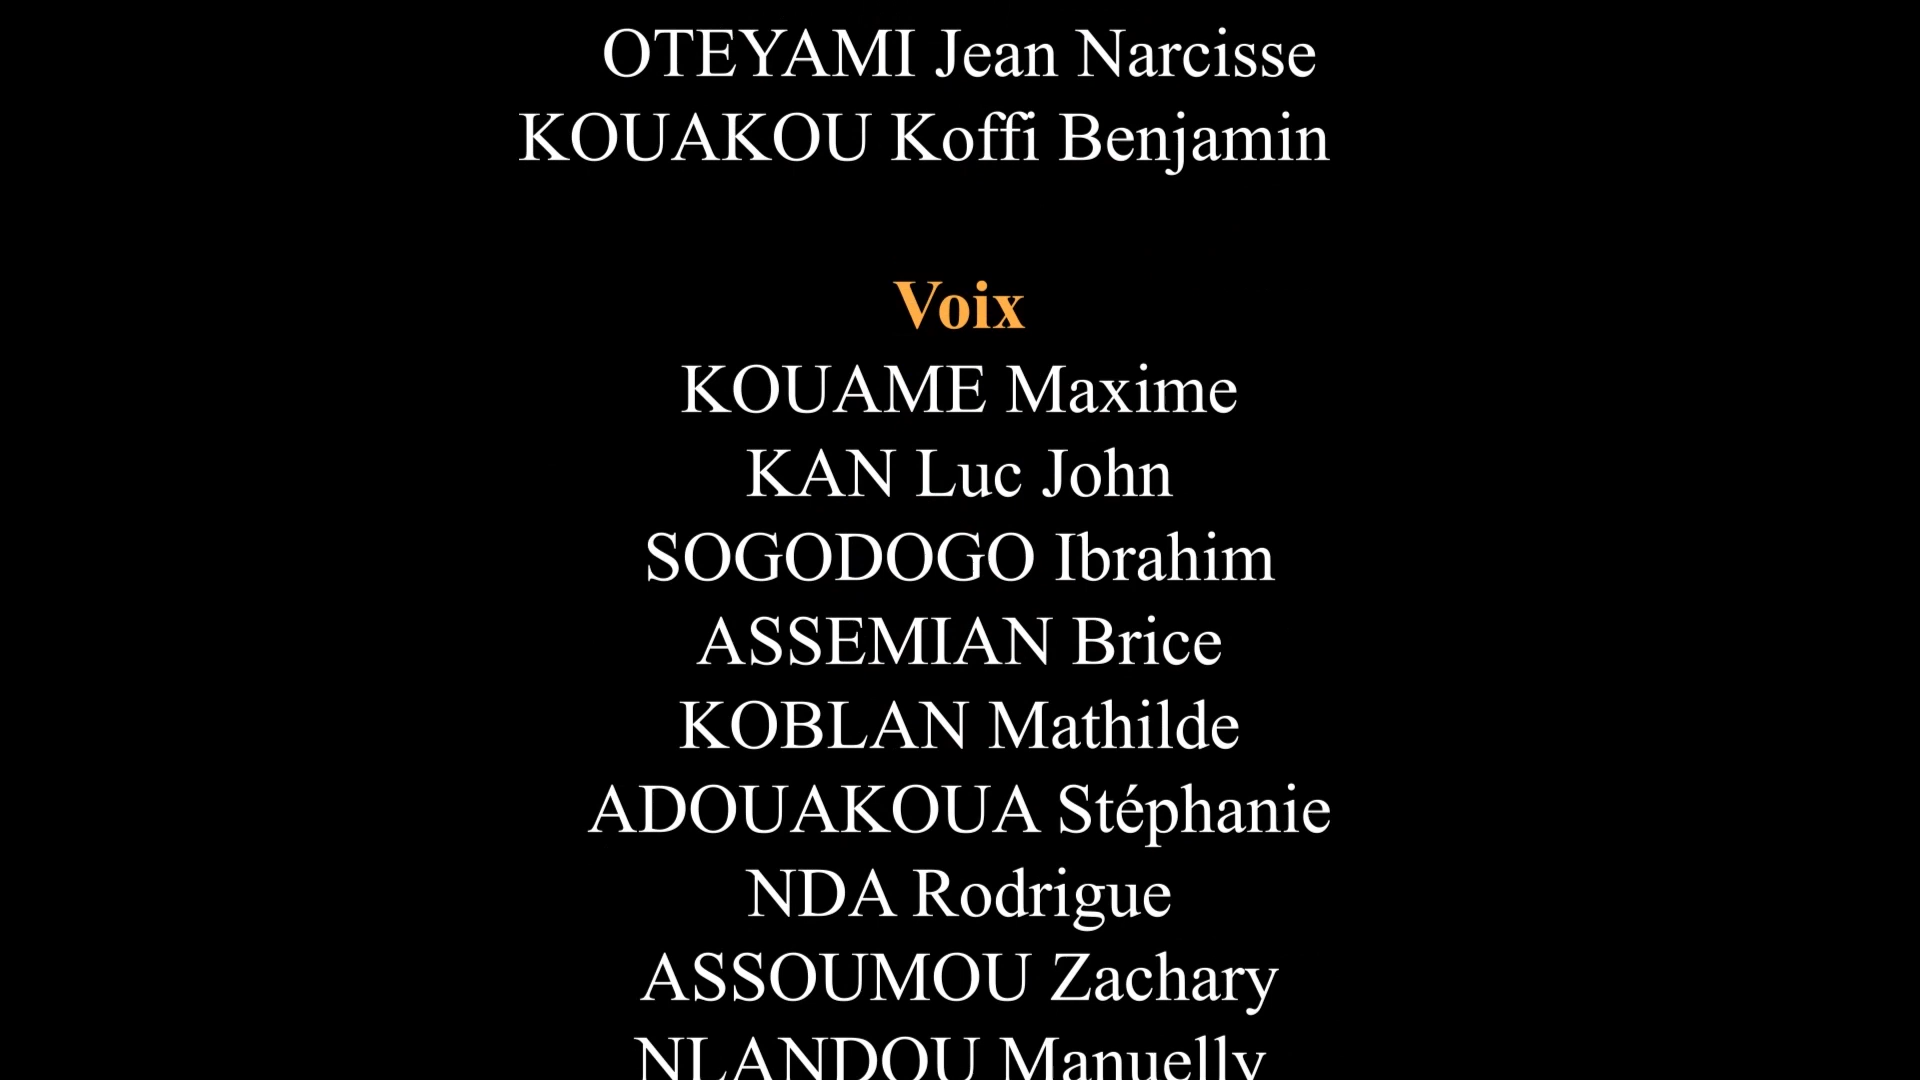 OTEYAMI Jean Narcisse
KOUAKOU Koffi Benjamin
Voix
KOUAME Maxime
KAN Luc John
SOGODOGO Ibrahim
ASSEMIAN Brice
KOBLAN Mathilde
ADOUAKOUA Stéphanie
NDA Rodrigue
ASSOUMOU Zachary
NLANDOU Manuelly